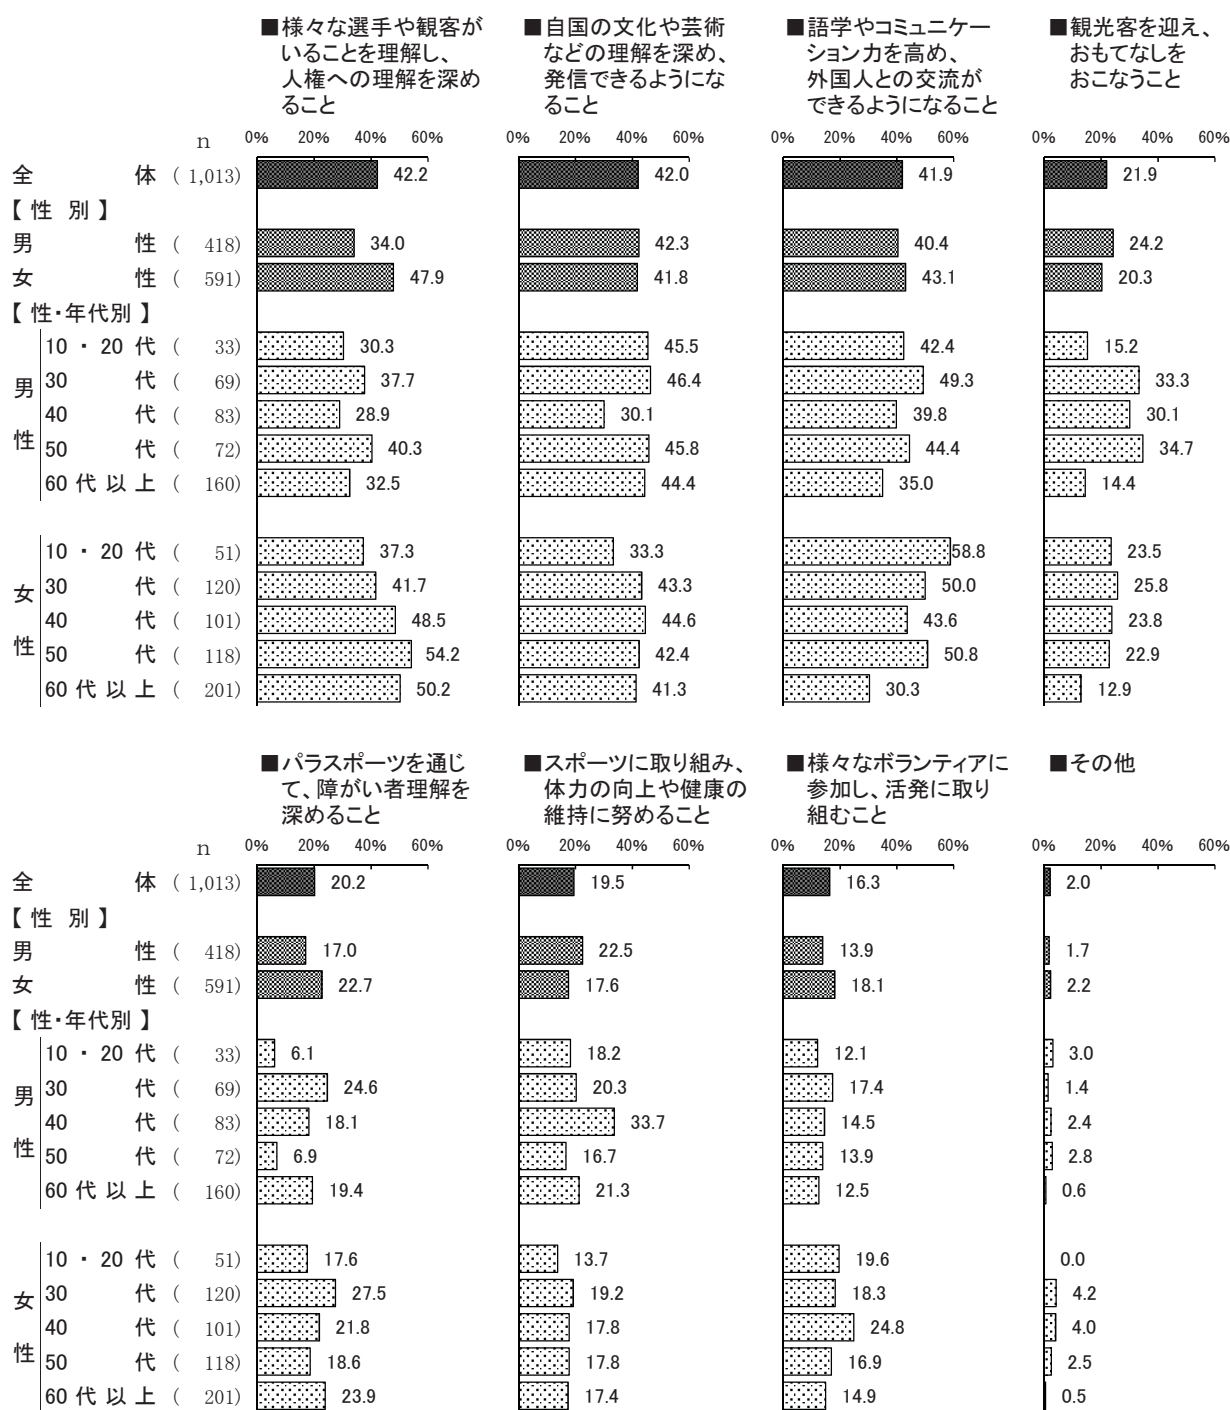 ■様々な選手や観客が
いることを理解し、
人権への理解を深め
ること
■自国の文化や芸術
などの理解を深め、
発信できるようにな
ること
■語学やコミュニケー
ション力を高め、
外国人との交流が
できるようになること
■観光客を迎え、
おもてなしを
おこなうこと
n 0% 20% 40% 60% 0% 20% 40% 60% 0% 20% 40% 60% 0% 20% 40% 60%
全 体 ( 1,013) 42.2 42.0 41.9 21.9
【 性 別 】
男 性 ( 418) 34.0 42.3 40.4 24.2
女 性 ( 591) 47.9 41.8 43.1 20.3
【 性・年代別 】
男性
10 ・ 20 代 ( 33) 30.3 45.5 42.4 15.2
30 代 ( 69) 37.7 46.4 49.3 33.3
40 代 ( 83) 28.9 30.1 39.8 30.1
50 代 ( 72) 40.3 45.8 44.4 34.7
60 代 以 上 ( 160) 32.5 44.4 35.0 14.4
女性
10 ・ 20 代 ( 51) 37.3 33.3 58.8 23.5
30 代 ( 120) 41.7 43.3 50.0 25.8
40 代 ( 101) 48.5 44.6 43.6 23.8
50 代 ( 118) 54.2 42.4 50.8 22.9
60 代 以 上 ( 201) 50.2 41.3 30.3 12.9
■パラスポーツを通じ
て、障がい者理解を
深めること
■スポーツに取り組み、
体力の向上や健康の
維持に努めること
■様々なボランティアに
参加し、活発に取り
組むこと
■その他
n 0% 20% 40% 60% 0% 20% 40% 60% 0% 20% 40% 60% 0% 20% 40% 60%
全 体 ( 1,013) 20.2 19.5 16.3 2.0
【 性 別 】
男 性 ( 418) 17.0 22.5 13.9 1.7
女 性 ( 591) 22.7 17.6 18.1 2.2
【 性・年代別 】
男性
10 ・ 20 代 ( 33) 6.1 18.2 12.1 3.0
30 代 ( 69) 24.6 20.3 17.4 1.4
40 代 ( 83) 18.1 33.7 14.5 2.4
50 代 ( 72) 6.9 16.7 13.9 2.8
60 代 以 上 ( 160) 19.4 21.3 12.5 0.6
女性
10 ・ 20 代 ( 51) 17.6 13.7 19.6 0.0
30 代 ( 120) 27.5 19.2 18.3 4.2
40 代 ( 101) 21.8 17.8 24.8 4.0
50 代 ( 118) 18.6 17.8 16.9 2.5
60 代 以 上 ( 201) 23.9 17.4 14.9 0.5